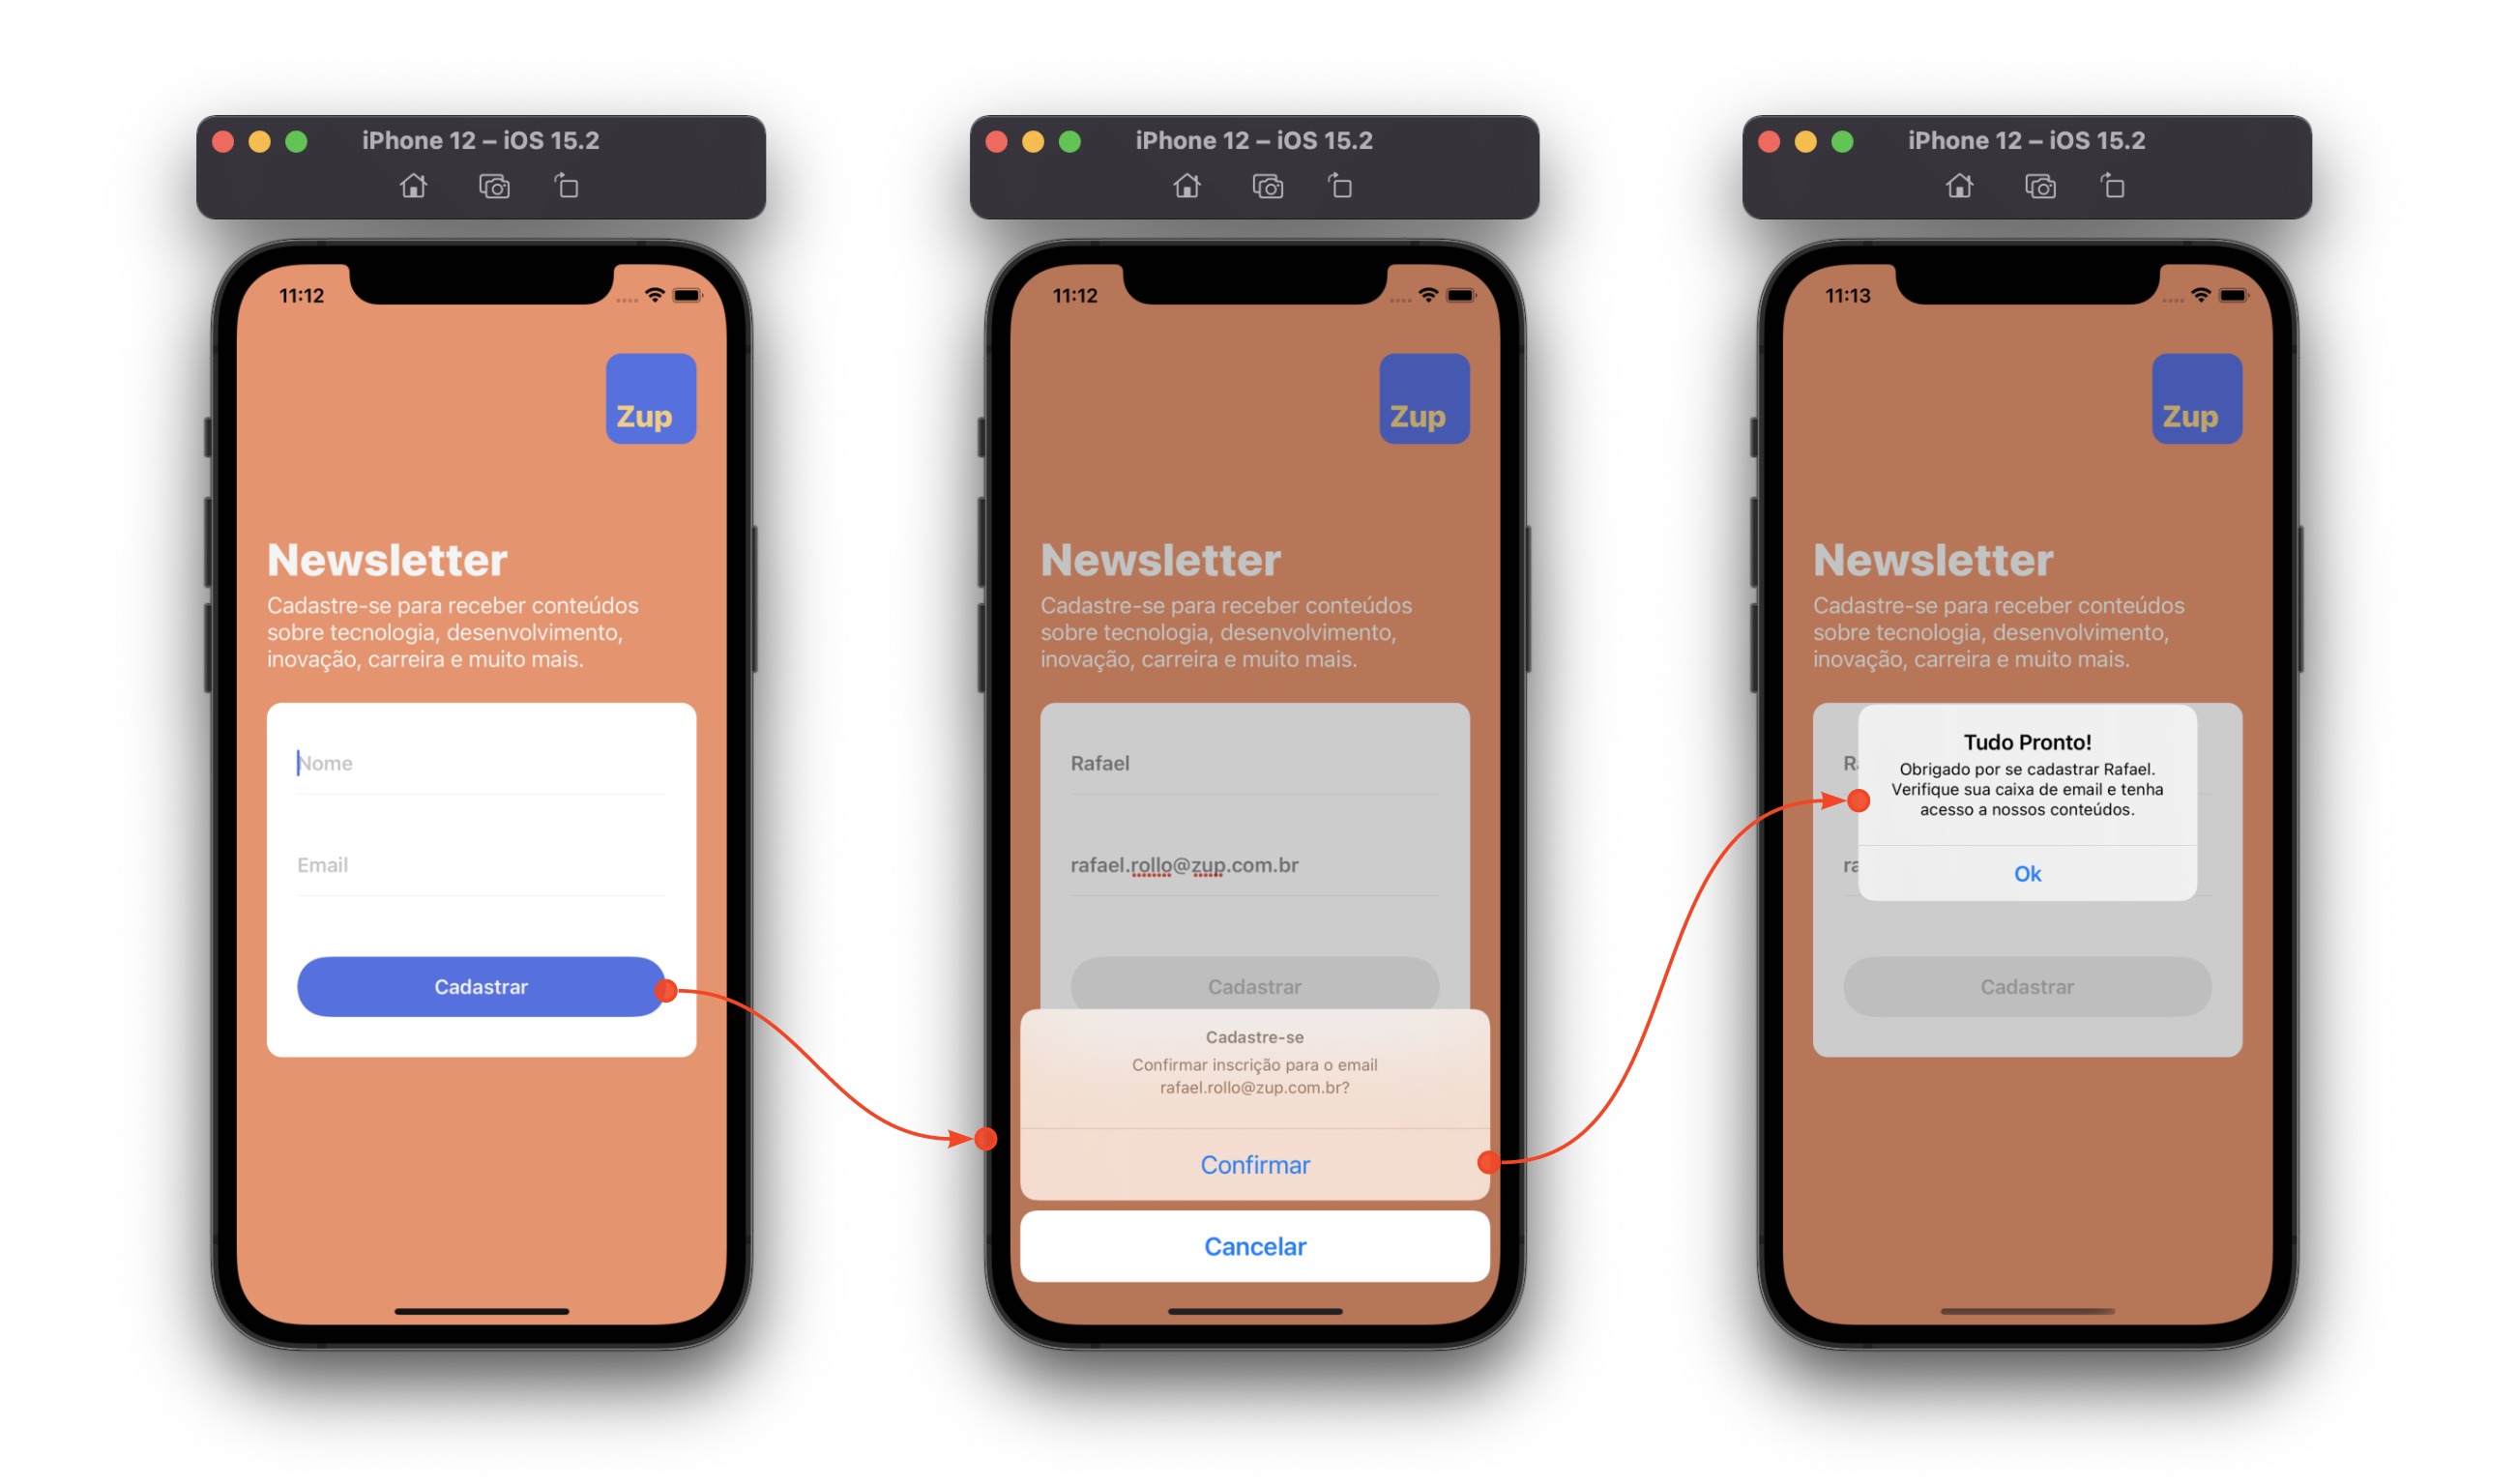 iPhone 12 – iOS 15.2
11:12
Zup
Newsletter
Cadastre-se para receber conteúdos
sobre tecnologia, desenvolvimento,
inovação, carreira e muito mais.
Nome
Email
Cadastrar
iPhone 12 – iOS 15.2
11:12
Zup
Newsletter
Cadastre-se para receber conteúdos
sobre tecnologia, desenvolvimento,
inovação, carreira e muito mais.
Rafael
rafael.rollo@zup.com.br
Cadastrar
Cadastre-se
Confirmar inscrição para o email
rafael.rollo@zup.com.br?
Confirmar
Cancelar
iPhone 12 – iOS 15.2
11:13
Zup
Newsletter
Cadastre-se para receber conteúdos
sobre tecnologia, desenvolvimento,
inovação, carreira e muito mais.
Tudo Pronto!
Obrigado por se cadastrar Rafael.
Verifique sua caixa de email e tenha
acesso a nossos conteúdos.
Ok
Cadastrar